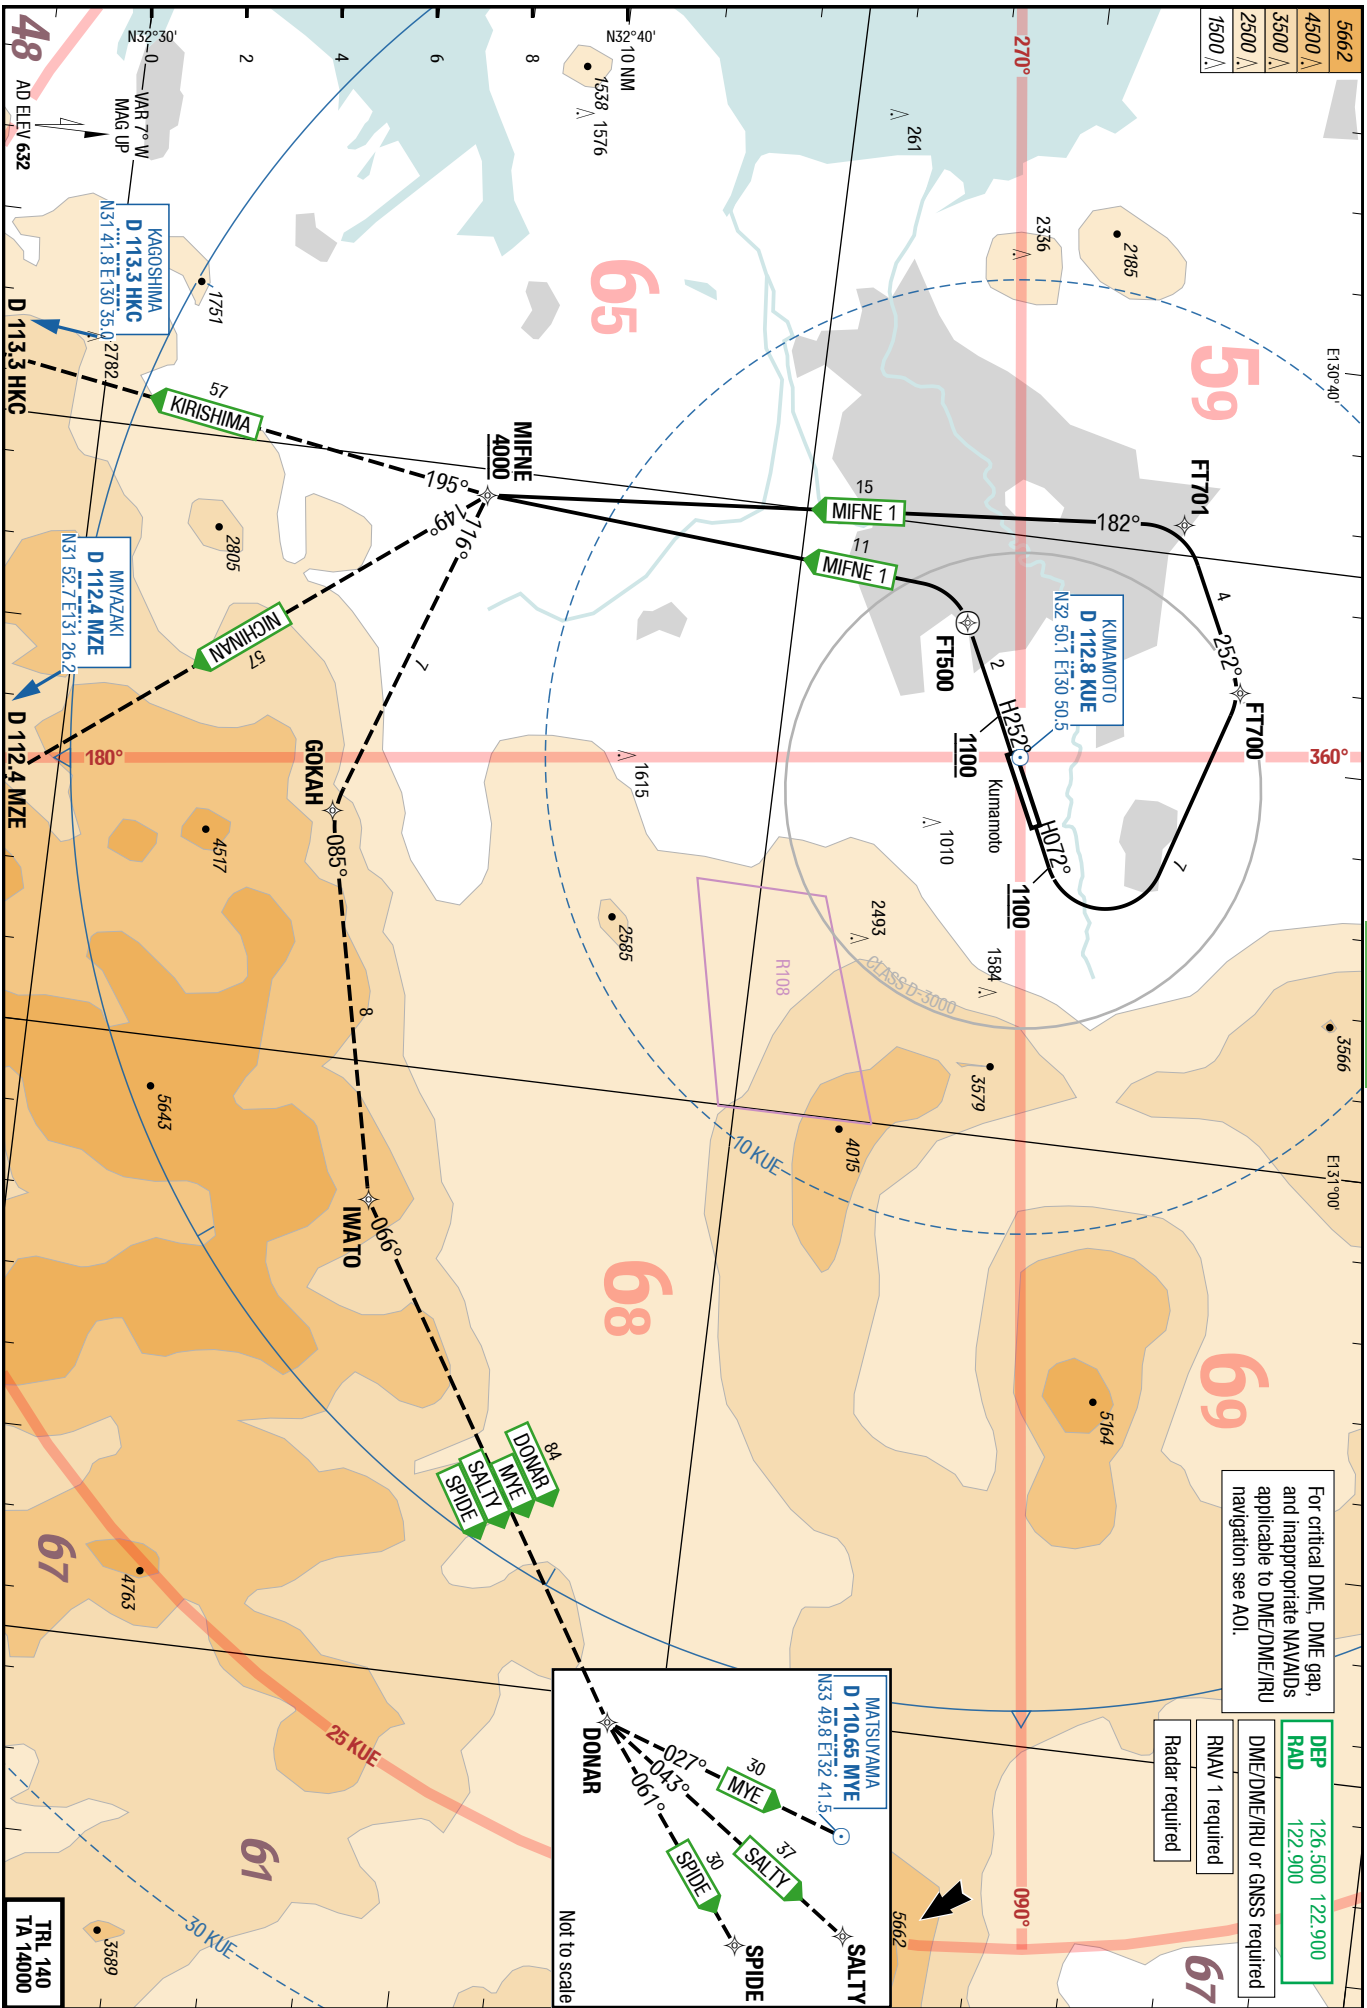 5662
4500
3500
2500
1500
270°
N32°40'
10 NM
8
6
4
2
0
N32°30'
VAR 7° W
MAG UP
48
AD ELEV 632
1538
1576
261
2336
2185
59
65
E130°40'
KAGOSHIMA
D 113.3 HKC
N31 41.8 E130 35.0
1751
2782
D 113.3 HKC
57
KIRISHIMA
195°
MIFNE
4000
149°
116°
15
MIFNE 1
182°
FT701
11
MIFNE 1
4
252°
FT700
7
FT500
2
H252°
1100
KUMAMOTO
D 112.8 KUE
N32 50.1 E130 50.5
Kumamoto
H072°
1100
360°
2805
MIYAZAKI
D 112.4 MZE
N31 52.7 E131 26.2
D 112.4 MZE
NICHINAN
57
7
180°
GOKAH
085°
4517
1615
1010
2585
2493
1584
R108
CLASS D-3000
3579
3566
4015
10 KUE
E131°00'
8
5643
IWATO
066°
68
69
5164
84
DONAR
MYE
SALTY
SPIDE
67
4763
25 KUE
For critical DME, DME gap,
and inappropriate NAVAIDs
applicable to DME/DME/IRU
navigation see AOI.
DEP 126.500 122.900
RAD 122.900
DME/DME/IRU or GNSS required
RNAV 1 required
Radar required
MATSUYAMA
D 110.65 MYE
N33 49.8 E132 41.5
DONAR
027°
30
MYE
043°
37
SALTY
SALTY
061°
30
SPIDE
SPIDE
Not to scale
5662
090°
67
61
30 KUE
3589
TRL 140
TA 14000